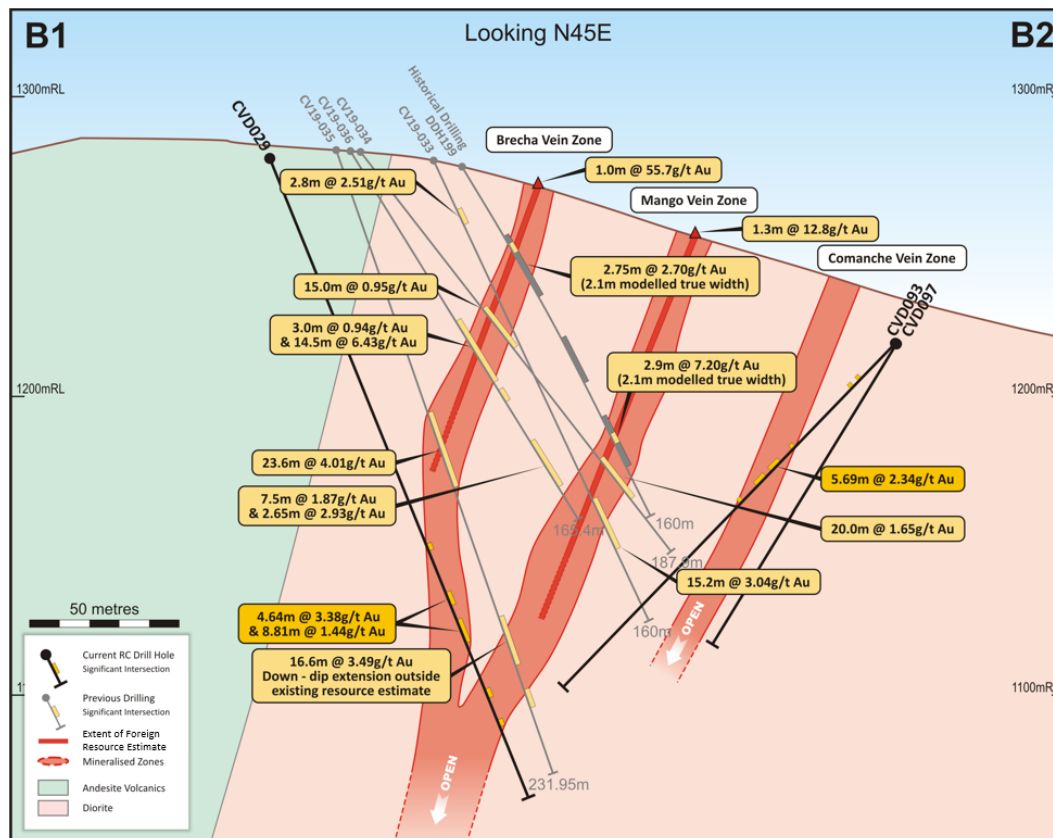 B1
Looking N45E
B2
1300mRL
1300mR
CVD029
CV19-035
CV19-036
CV19-034
CV19-033
Historical Drilling
DDH199
Brecha Vein Zone
1.0m @ 55.7g/t Au
2.8m @ 2.51g/t Au
Mango Vein Zone
1.3m @ 12.8g/t Au
Comanche Vein Zone
2.75m @ 2.70g/t Au
(2.1m modelled true width)
15.0m @ 0.95g/t Au
CVD093
CVD097
3.0m @ 0.94g/t Au
& 14.5m @ 6.43g/t Au
2.9m @ 7.20g/t Au
(2.1m modelled true width)
1200mRL
1200mR
23.6m @ 4.01g/t Au
5.69m @ 2.34g/t Au
7.5m @ 1.87g/t Au
& 2.65m @ 2.93g/t Au
165.4m
160m
20.0m @ 1.65g/t Au
187.9m
15.2m @ 3.04g/t Au
50 metres
4.64m @ 3.38g/t Au
& 8.81m @ 1.44g/t Au
160m
OPEN
16.6m @ 3.49g/t Au
Down - dip extension outside
existing resource estimate
1100mR
Current RC Drill Hole
Significant Intersection
Previous Drilling
Significant Intersection
Extent of Foreign
Resource Estimate
Mineralised Zones
Andesite Volcanics
Diorite
OPEN
231.95m